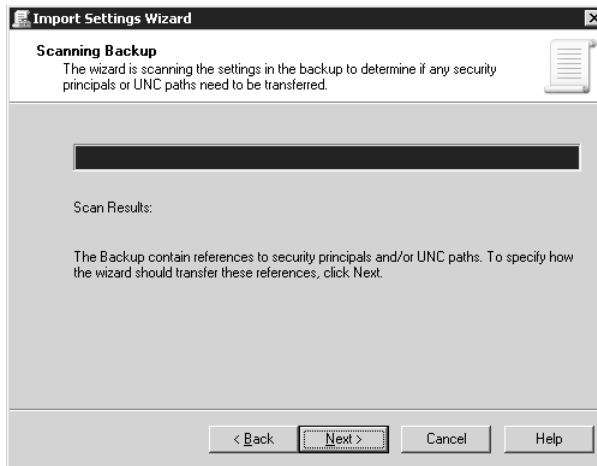 Import Settings Wizard
Scanning Backup
The wizard is scanning the settings in the backup to determine if any security
principals or UNC paths need to be transferred.
Scan Results:
The Backup contain references to security principals and/or UNC paths. To specify how
the wizard should transfer these references, click Next.
< Back Next > Cancel Help